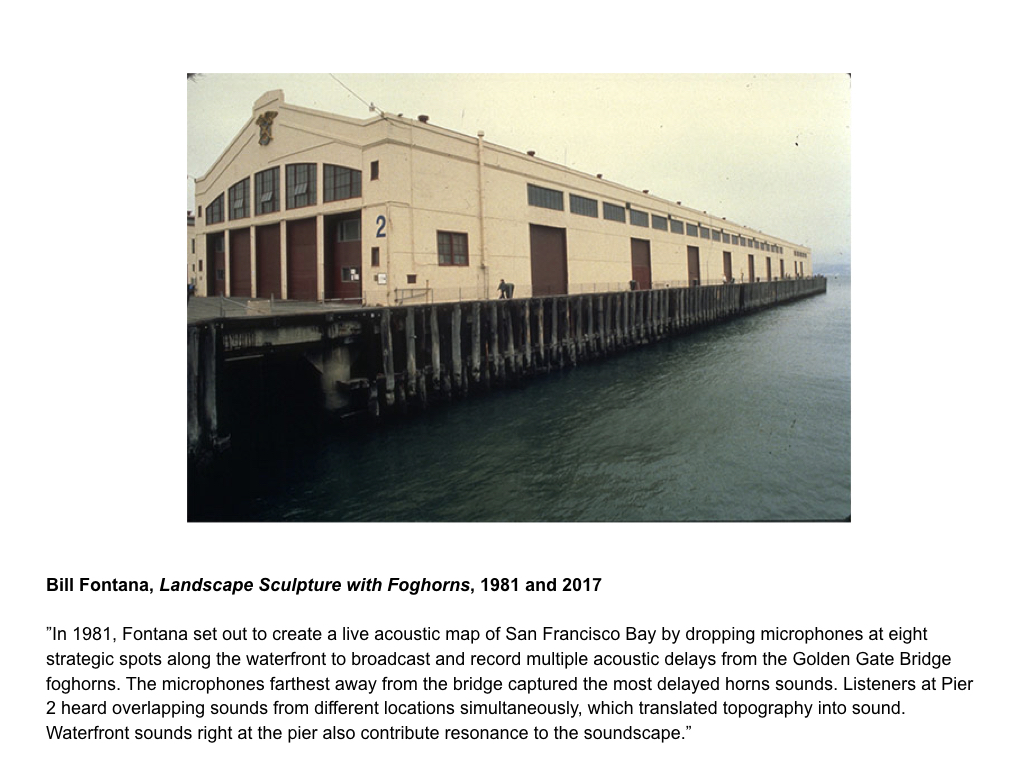 2
Bill Fontana, Landscape Sculpture with Foghorns, 1981 and 2017
”In 1981, Fontana set out to create a live acoustic map of San Francisco Bay by dropping microphones at eight
strategic spots along the waterfront to broadcast and record multiple acoustic delays from the Golden Gate Bridge
foghorns. The microphones farthest away from the bridge captured the most delayed horns sounds. Listeners at Pier
2 heard overlapping sounds from different locations simultaneously, which translated topography into sound.
Waterfront sounds right at the pier also contribute resonance to the soundscape.”